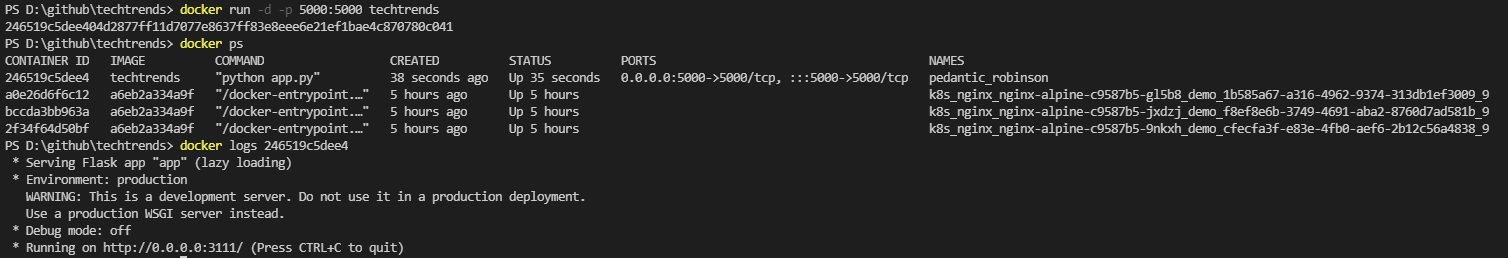 PS D:\github\techtrends> docker run -d -p 5000:5000 techtrends
246519c5dee404d2877ff11d7077e8637ff83e8eee6e21ef1bae4c870780c041
PS D:\github\techtrends> docker ps
CONTAINER ID   IMAGE          COMMAND                  CREATED          STATUS          PORTS                                       NAMES
246519c5dee4   techtrends     "python app.py"          38 seconds ago   Up 35 seconds   0.0.0.0:5000->5000/tcp, :::5000->5000/tcp   pedantic_robinson
a0e26d6f6c12   a6eb2a334a9f   "/docker-entrypoint.…"   5 hours ago      Up 5 hours                                                  k8s_nginx_nginx-alpine-c9587b5-gl5b8_demo_1b585a67-a316-4962-9374-313db1ef3009_9
bccda3bb963a   a6eb2a334a9f   "/docker-entrypoint.…"   5 hours ago      Up 5 hours                                                  k8s_nginx_nginx-alpine-c9587b5-jxdzj_demo_f8ef8e6b-3749-4691-aba2-8760d7ad581b_9
2f34f64d50bf   a6eb2a334a9f   "/docker-entrypoint.…"   5 hours ago      Up 5 hours                                                  k8s_nginx_nginx-alpine-c9587b5-9nkxh_demo_cfecfa3f-e83e-4fb0-aef6-2b12c56a4838_9
PS D:\github\techtrends> docker logs 246519c5dee4
 * Serving Flask app "app" (lazy loading)
 * Environment: production
   WARNING: This is a development server. Do not use it in a production deployment.
   Use a production WSGI server instead.
 * Debug mode: off
 * Running on http://0.0.0.0:3111/ (Press CTRL+C to quit)